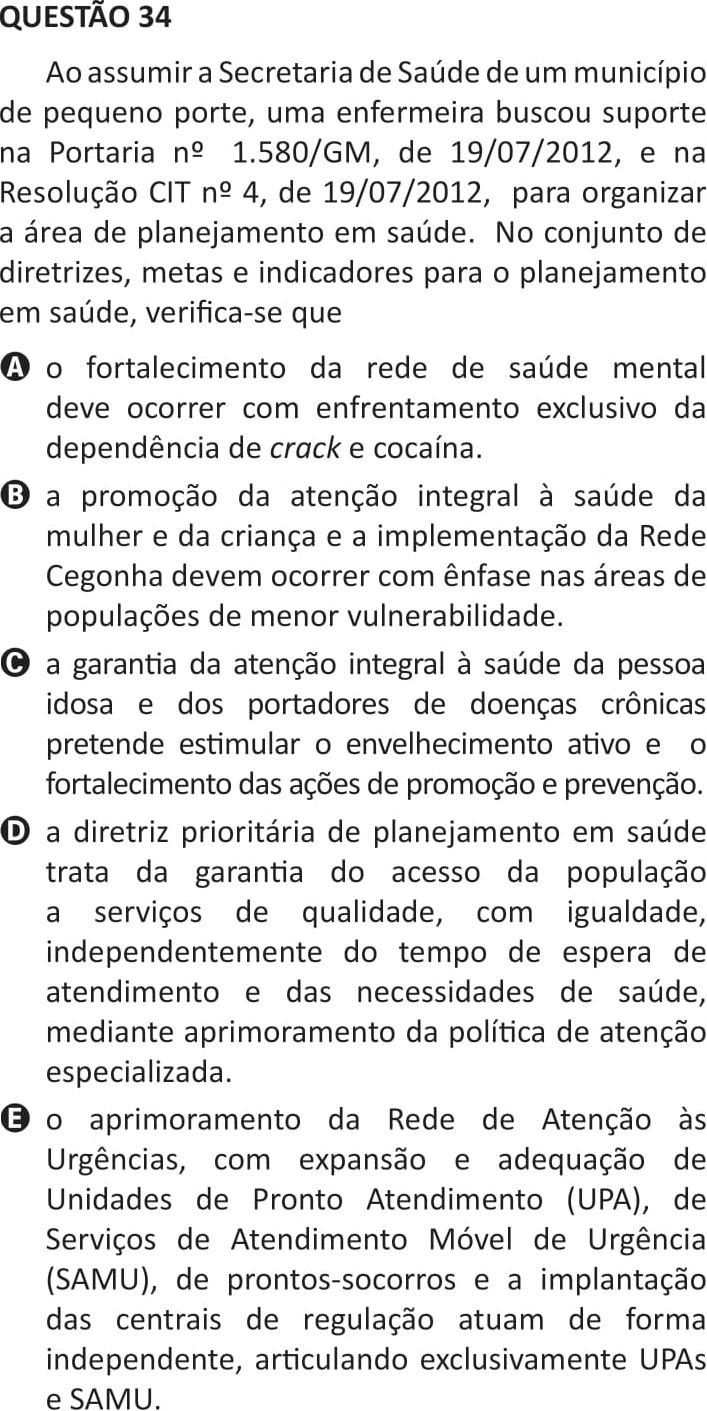 QUESTÃO 34
Ao assumir a Secretaria de Saúde de um município
de pequeno porte, uma enfermeira buscou suporte
na Portaria nº 1.580/GM, de 19/07/2012, e na
Resolução CIT nº 4, de 19/07/2012, para organizar
a área de planejamento em saúde. No conjunto de
diretrizes, metas e indicadores para o planejamento
em saúde, verifica-se que
A o fortalecimento da rede de saúde mental
deve ocorrer com enfrentamento exclusivo da
dependência de crack e cocaína.
B a promoção da atenção integral à saúde da
mulher e da criança e a implementação da Rede
Cegonha devem ocorrer com ênfase nas áreas de
populações de menor vulnerabilidade.
C a garantia da atenção integral à saúde da pessoa
idosa e dos portadores de doenças crônicas
pretende estimular o envelhecimento ativo e o
fortalecimento das ações de promoção e prevenção.
D a diretriz prioritária de planejamento em saúde
trata da garantia do acesso da população
a serviços de qualidade, com igualdade,
independentemente do tempo de espera de
atendimento e das necessidades de saúde,
mediante aprimoramento da política de atenção
especializada.
E o aprimoramento da Rede de Atenção às
Urgências, com expansão e adequação de
Unidades de Pronto Atendimento (UPA), de
Serviços de Atendimento Móvel de Urgência
(SAMU), de prontos-socorros e a implantação
das centrais de regulação atuam de forma
independente, articulando exclusivamente UPAs
e SAMU.